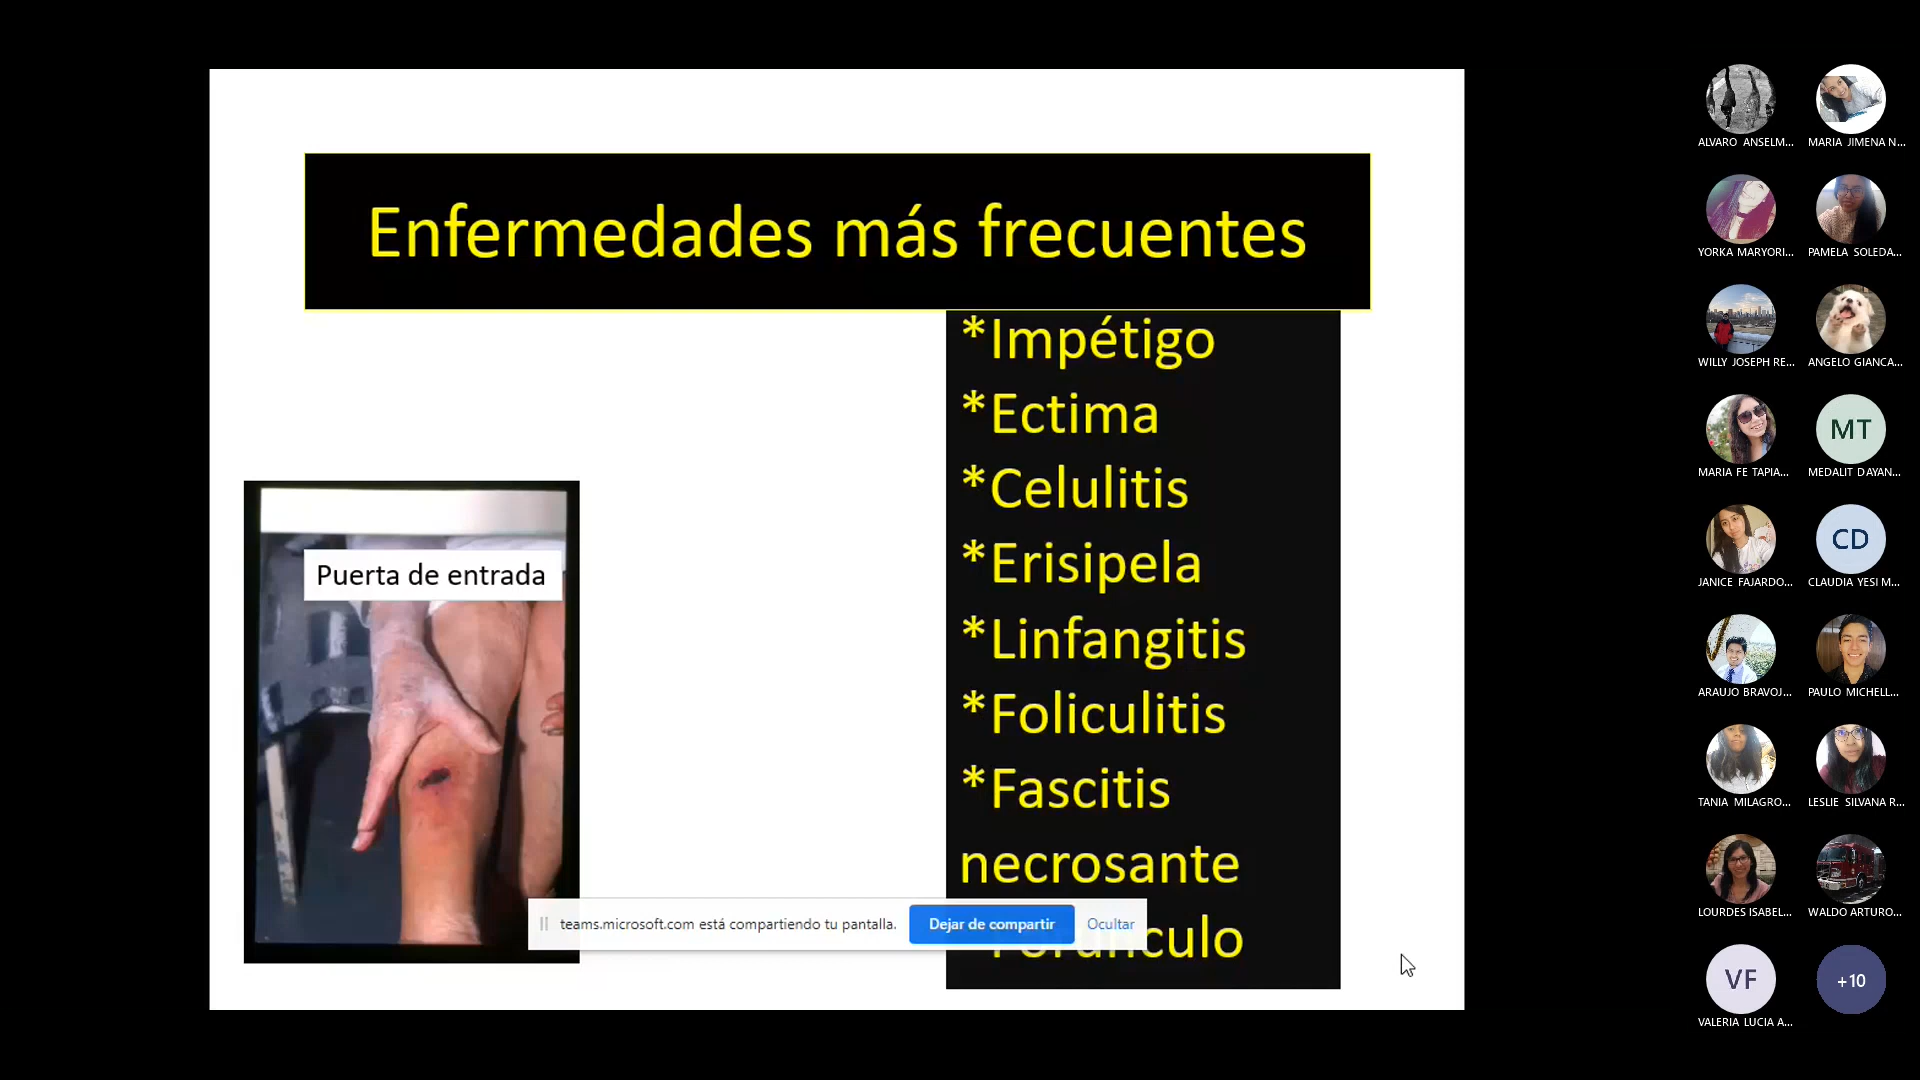 Enfermedades más frecuentes
*Impétigo
*Ectima
*Celulitis
*Erisipela
*Linfangitis
*Foliculitis
*Fascitis
necrosante
Puerta de entrada
teams.microsoft.com está compartiendo tu pantalla.
Dejar de compartir
Ocultar
ALVARO ANSELM...
MARIA JIMENA N...
YORKA MARYORI...
PAMELA SOLEDA...
WILLY JOSEPH RE...
ANGELO GIANCA...
MARIA FE TAPIA...
MT
MEDALIT DAYAN...
JANICE FAJARDO...
CD
CLAUDIA YESI M...
ARAUJO BRAVOJ...
PAULO MICHELL...
TANIA MILAGRO...
LESLIE SILVANA R...
LOURDES ISABEL...
WALDO ARTURO...
VF
VALERIA LUCIA A...
+10